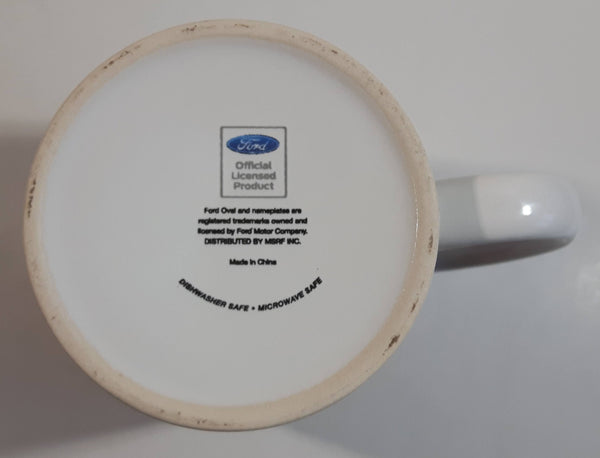 Ford
Official
Licensed
Product
Ford Oval and nameplates are
registered trademarks owned and
licensed by Ford Motor Company.
DISTRIBUTED BY MSRF INC.
Made in China
DISHWASHER SAFE • MICROWAVE SAFE